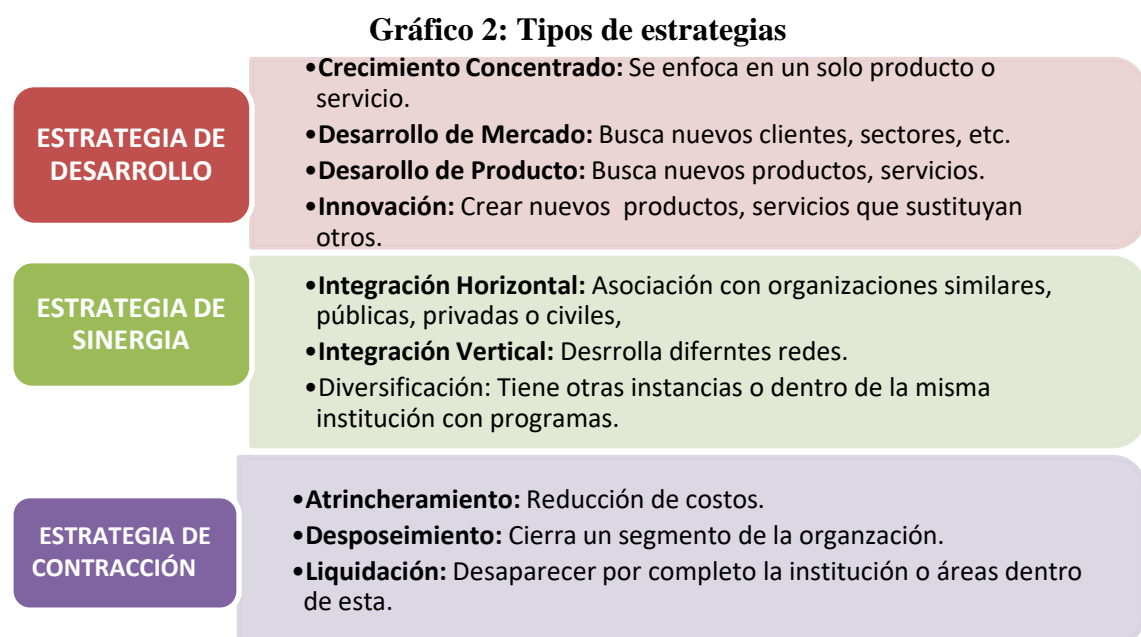 Gráfico 2: Tipos de estrategias
ESTRATEGIA DE
DESARROLLO
•Crecimiento Concentrado: Se enfoca en un solo producto o
servicio.
•Desarrollo de Mercado: Busca nuevos clientes, sectores, etc.
•Desarollo de Producto: Busca nuevos productos, servicios.
•Innovación: Crear nuevos productos, servicios que sustituyan
otros.
ESTRATEGIA DE
SINERGIA
•Integración Horizontal: Asociación con organizaciones similares,
públicas, privadas o civiles,
•Integración Vertical: Desrrolla diferntes redes.
•Diversificación: Tiene otras instancias o dentro de la misma
institución con programas.
ESTRATEGIA DE
CONTRACCIÓN
•Atrincheramiento: Reducción de costos.
•Desposeimiento: Cierra un segmento de la organzación.
•Liquidación: Desaparecer por completo la institución o áreas dentro
de esta.